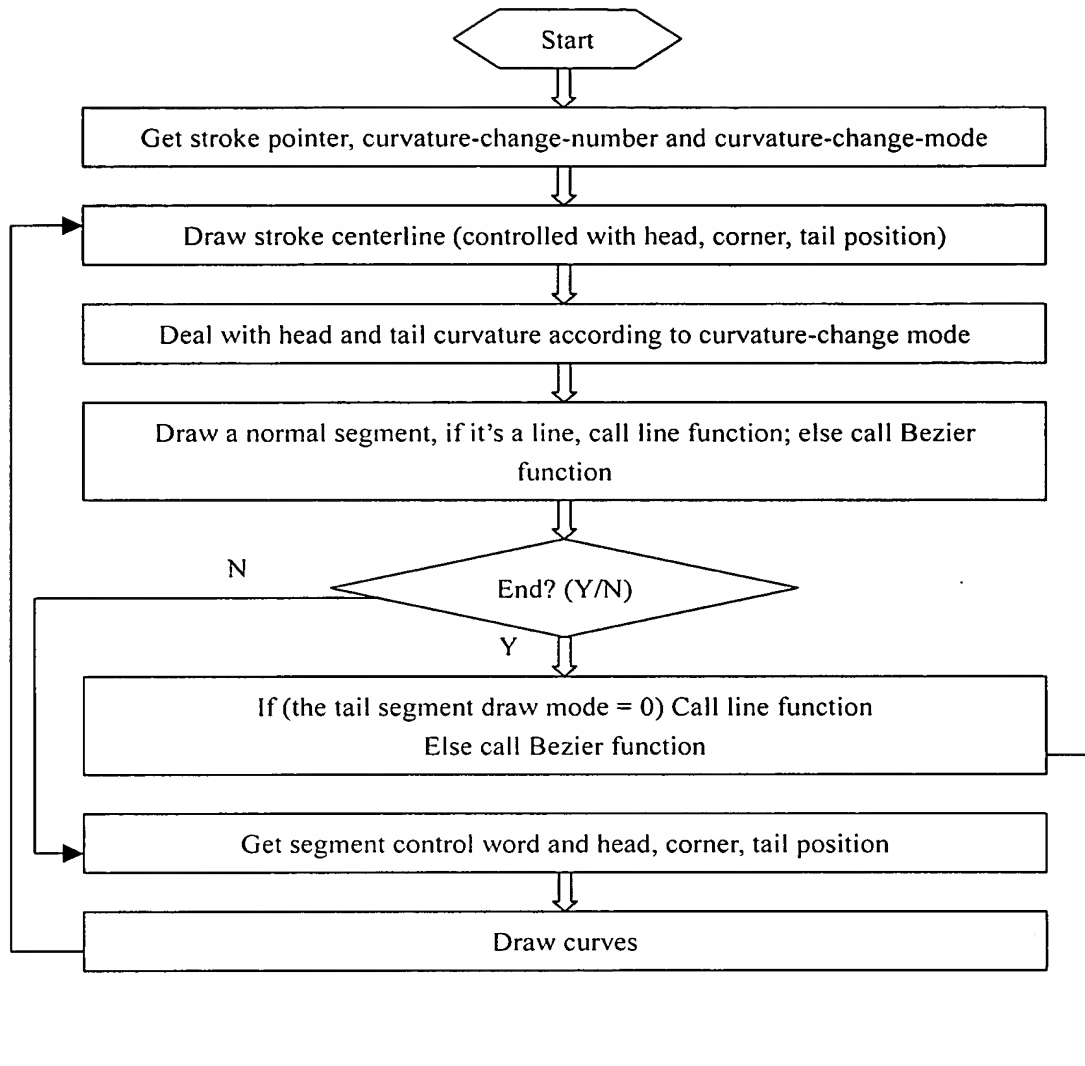 Start
Get stroke pointer, curvature-change-number and curvature-change-mode
Draw stroke centerline (controlled with head, corner, tail position)
Deal with head and tail curvature according to curvature-change mode
Draw a normal segment, if it's a line, call line function; else call Bezier
function
N
End? (Y/N)
Y
If (the tail segment draw mode = 0) Call line function
Else call Bezier function
Get segment control word and head, corner, tail position
Draw curves